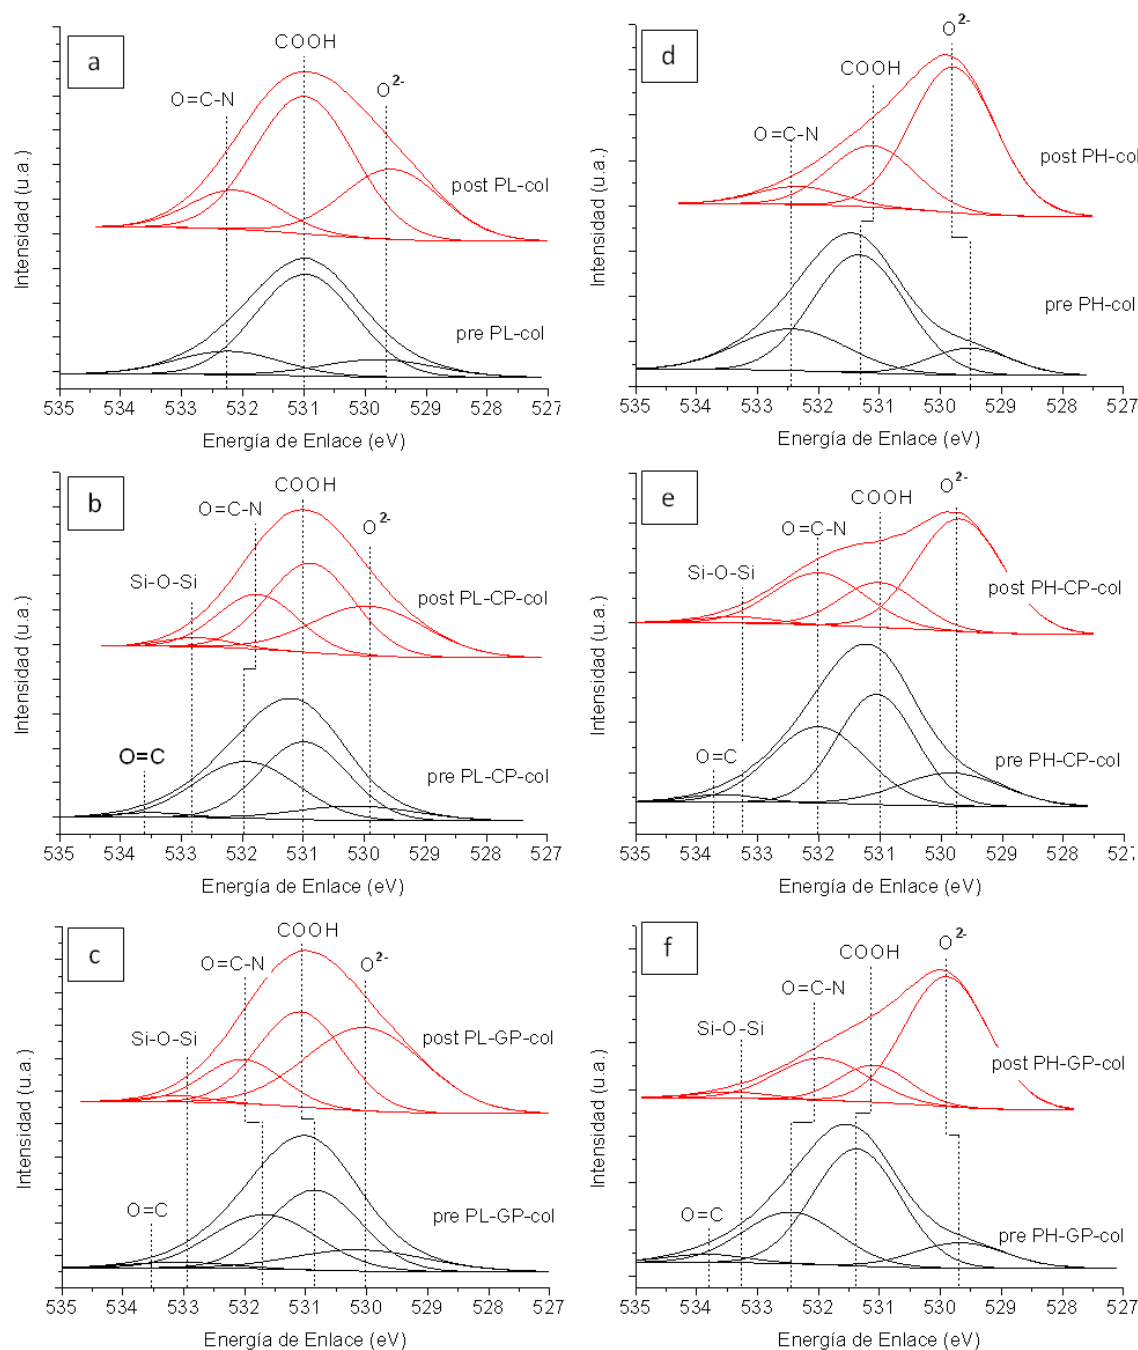 a
COOH
O=C-N
O2-
post PL-col
pre PL-col
Intensidad (u.a.)
535 534 533 532 531 530 529 528 527
Energía de Enlace (eV)
d
O2-
COOH
O=C-N
post PH-col
pre PH-col
Intensidad (u.a.)
535 534 533 532 531 530 529 528 527
Energía de Enlace (eV)
b
COOH
O=C-N
O2-
Si-O-Si
post PL-CP-col
O=C
pre PL-CP-col
Intensidad (u.a.)
535 534 533 532 531 530 529 528 527
Energía de Enlace (eV)
e
O2-
COOH
O=C-N
Si-O-Si
post PH-CP-col
O=C
pre PH-CP-col
Intensidad (u.a.)
535 534 533 532 531 530 529 528 527
Energía de Enlace (eV)
c
COOH
O=C-N
O2-
Si-O-Si
post PL-GP-col
O=C
pre PL-GP-col
Intensidad (u.a.)
535 534 533 532 531 530 529 528 527
Energía de Enlace (eV)
f
O2-
COOH
O=C-N
Si-O-Si
post PH-GP-col
O=C
pre PH-GP-col
Intensidad (u.a.)
535 534 533 532 531 530 529 528 527
Energía de Enlace (eV)